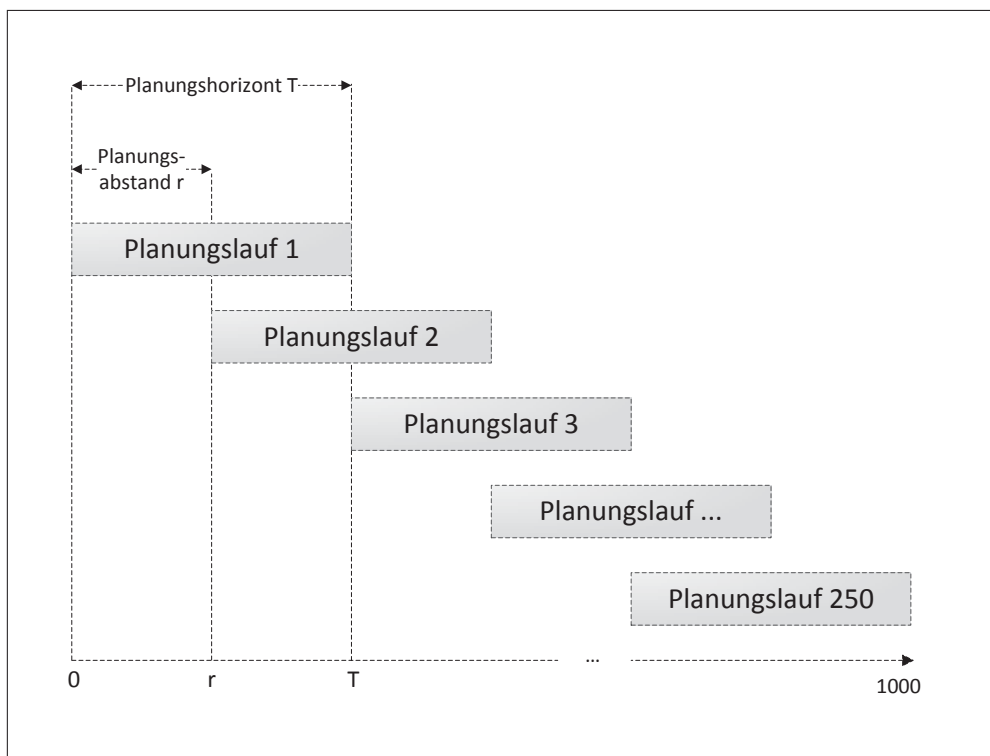 Planungshorizont T
Planungs-
abstand r
Planungslauf 1
Planungslauf 2
Planungslauf 3
Planungslauf ...
Planungslauf 250
...
0 r T 1000